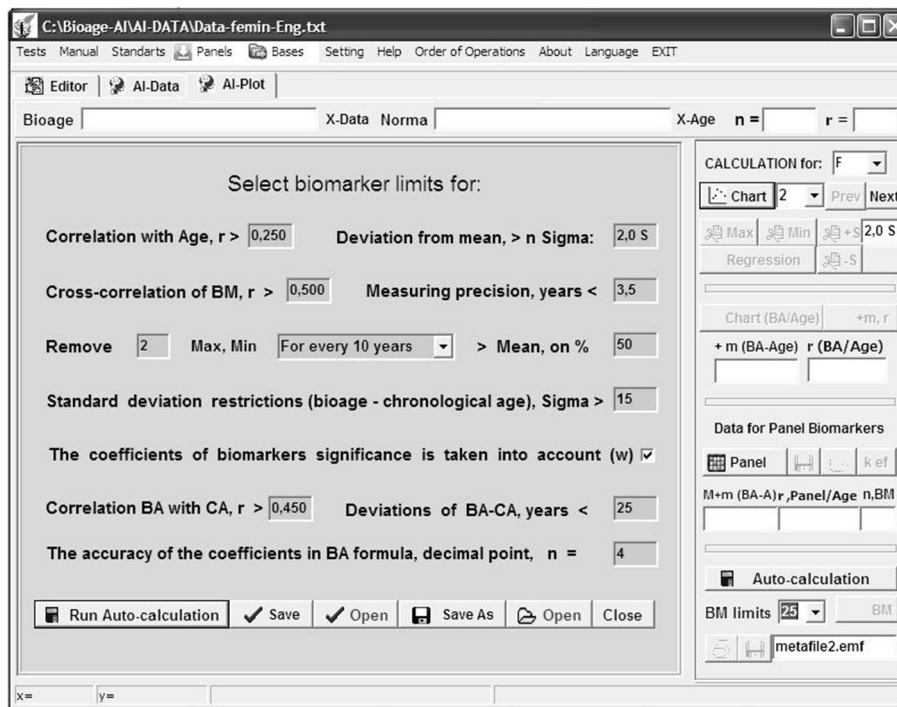 C:\Bioage-AI\AI-DATA\Data-femin-Eng.txt
Tests Manual Standarts Panels Bases Setting Help Order of Operations About Language EXIT
Editor AI-Data AI-Plot
Bioage X-Data Norma X-Age n = r =
Select biomarker limits for:
Correlation with Age, r > 0,250 Deviation from mean, > n Sigma: 2,0 S
Cross-correlation of BM, r > 0,500 Measuring precision, years < 3,5
Remove 2 Max, Min For every 10 years > Mean, on % 50
Standard deviation restrictions (bioage - chronological age), Sigma > 15
The coefficients of biomarkers significance is taken into account (w)
Correlation BA with CA, r > 0,450 Deviations of BA-CA, years < 25
The accuracy of the coefficients in BA formula, decimal point, n = 4
Run Auto-calculation Save Open Save As Open Close
CALCULATION for: F
Chart 2 Prev Next
Max Min +S 2,0 S
Regression -S
Chart (BA/Age) +m, r
+ m (BA-Age) r (BA/Age)
Data for Panel Biomarkers
Panel k ef
M+m (BA-A) r ,Panel/Age n,BM
Auto-calculation
BM limits 25 BM
metafile2.emf
x= y=